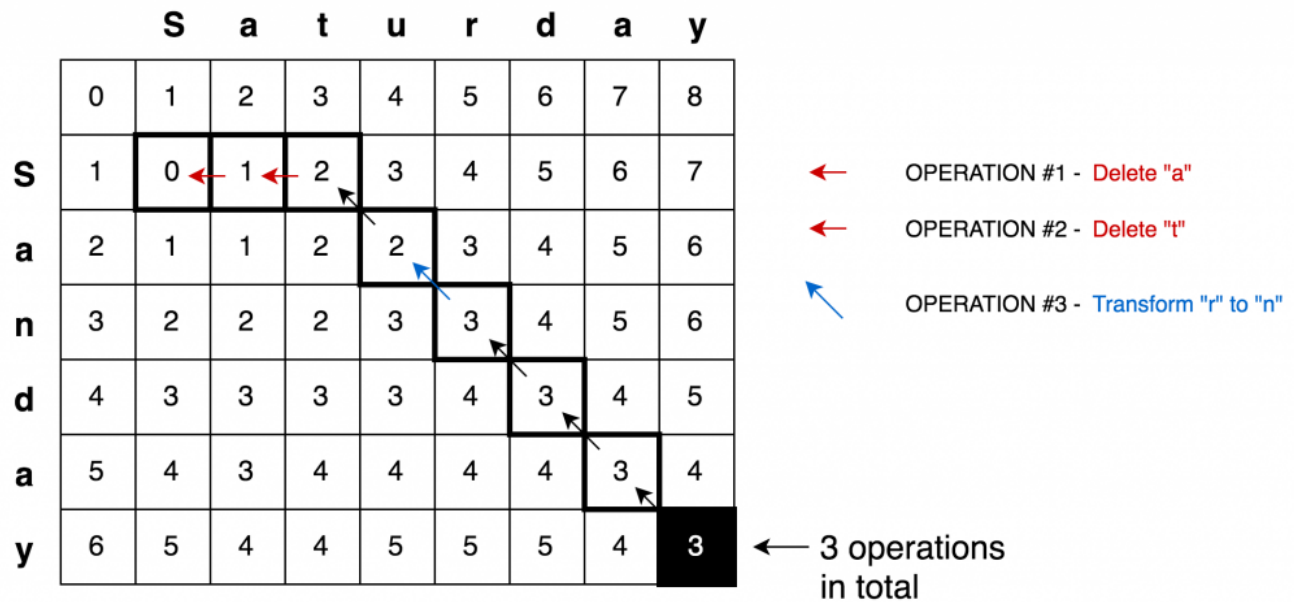 S a t u r d a y
0 1 2 3 4 5 6 7 8
S 1 0 1 2 3 4 5 6 7
a 2 1 1 2 2 3 4 5 6
n 3 2 2 2 3 3 4 5 6
d 4 3 3 3 3 4 3 4 5
a 5 4 3 4 4 4 4 3 4
y 6 5 4 4 5 5 5 4 3
OPERATION #1 - Delete "a"
OPERATION #2 - Delete "t"
OPERATION #3 - Transform "r" to "n"
3 operations
in total